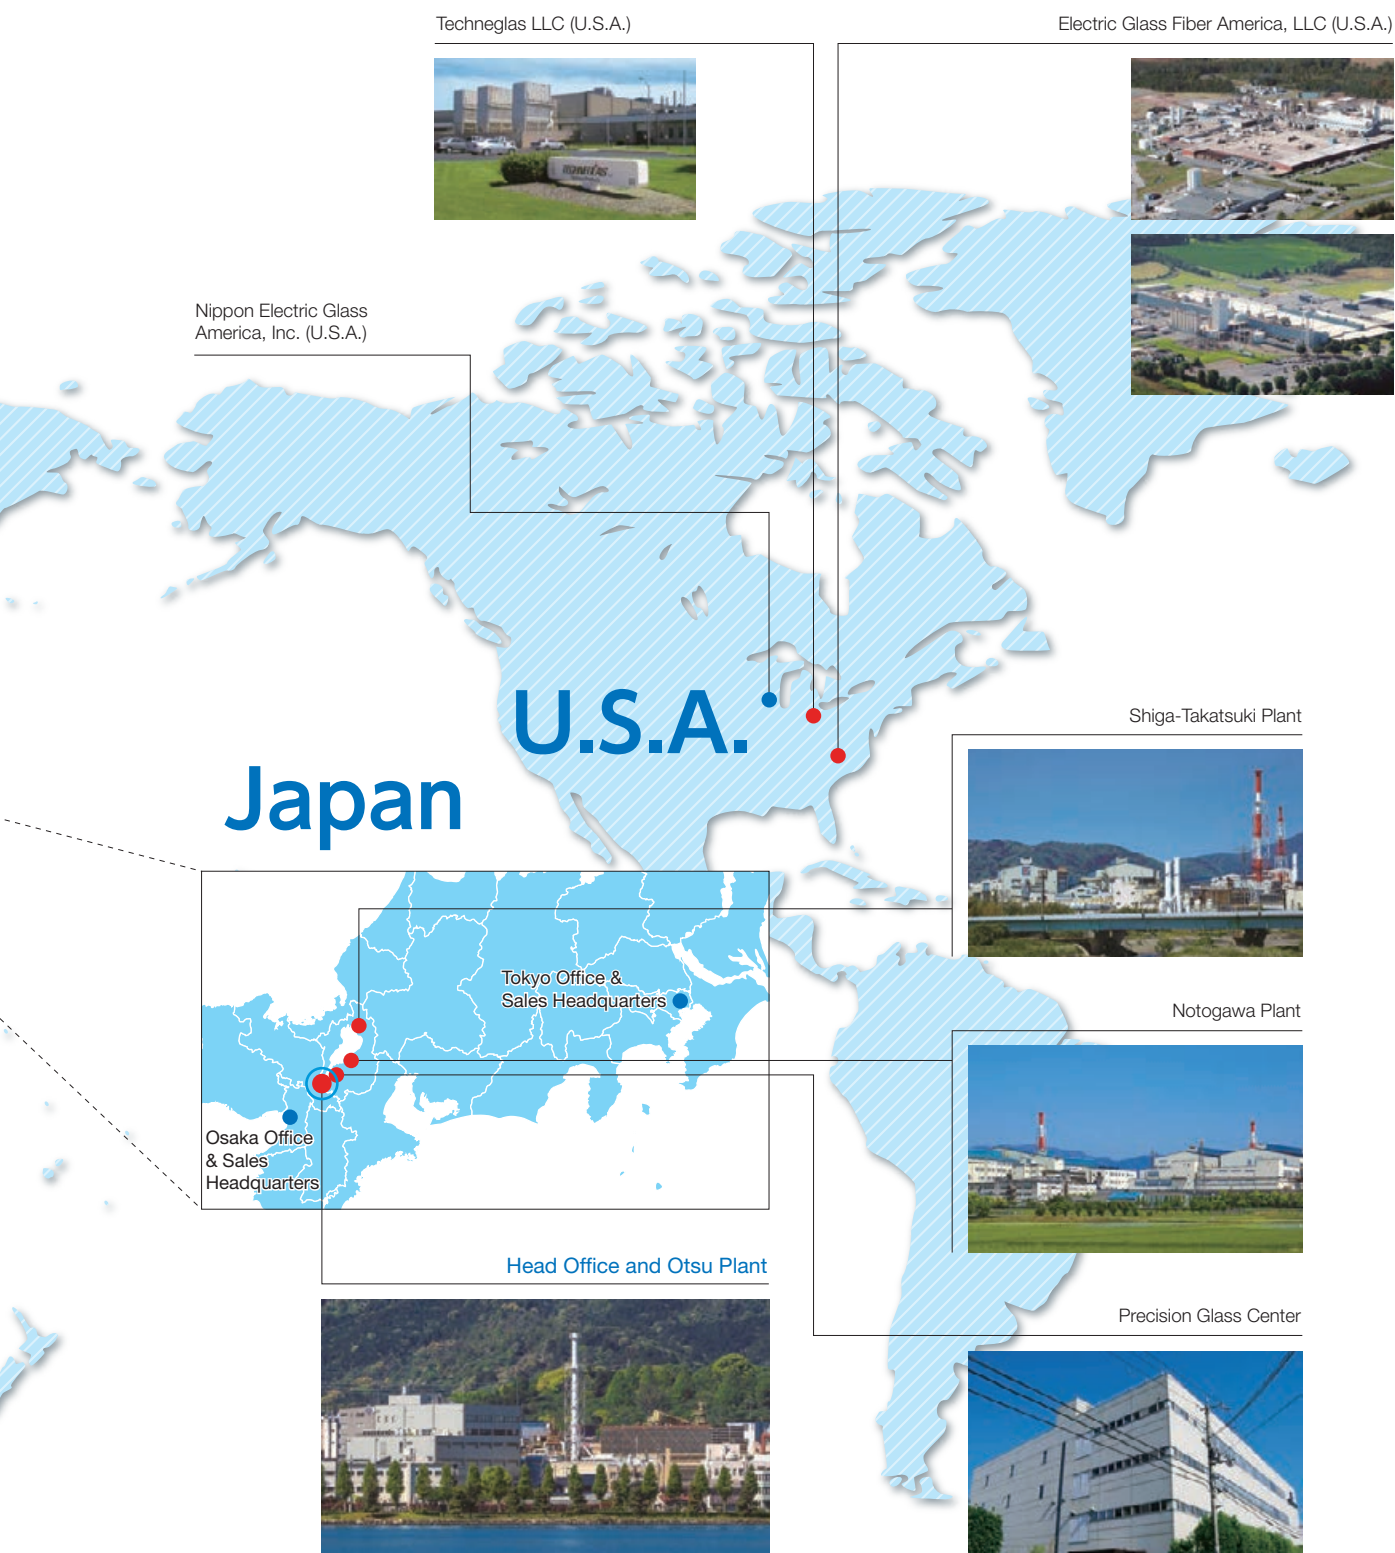 Techneglas LLC (U.S.A.)
Electric Glass Fiber America, LLC (U.S.A.)
TECHNEGLAS
Nippon Electric Glass
America, Inc. (U.S.A.)
U.S.A.
Japan
Shiga-Takatsuki Plant
Tokyo Office &
Sales Headquarters
Notogawa Plant
Osaka Office
& Sales
Headquarters
Head Office and Otsu Plant
Precision Glass Center